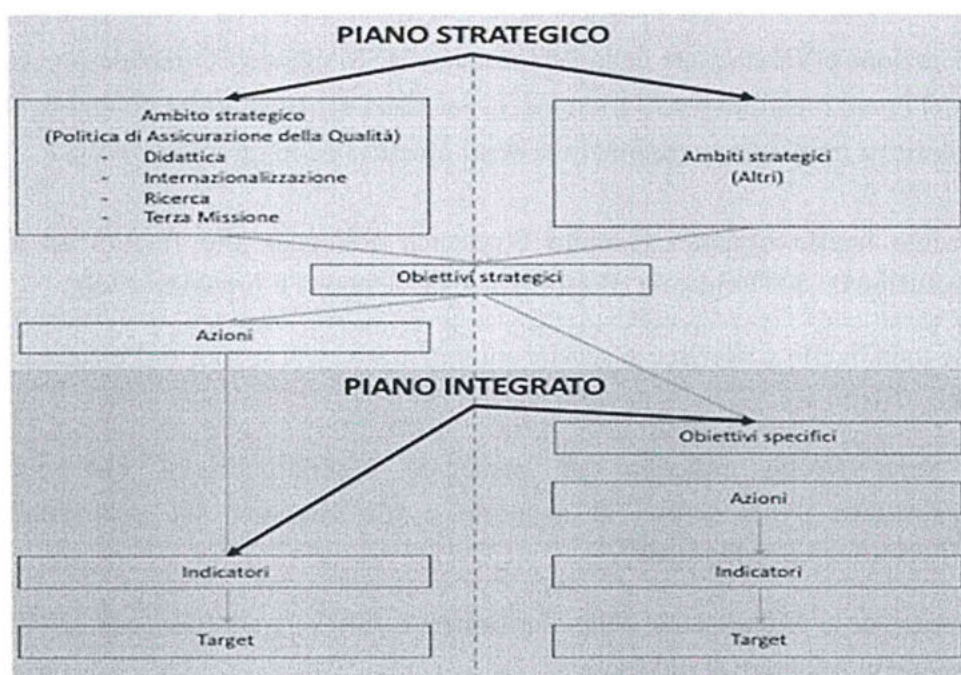 PIANO STRATEGICO
Ambito strategico
(Politica di Assicurazione della Qualità)
- Didattica
- Internazionalizzazione
- Ricerca
- Terza Missione
Ambiti strategici
(Altri)
Obiettivi strategici
Azioni
PIANO INTEGRATO
Obiettivi specifici
Azioni
Indicatori
Indicatori
Target
Target